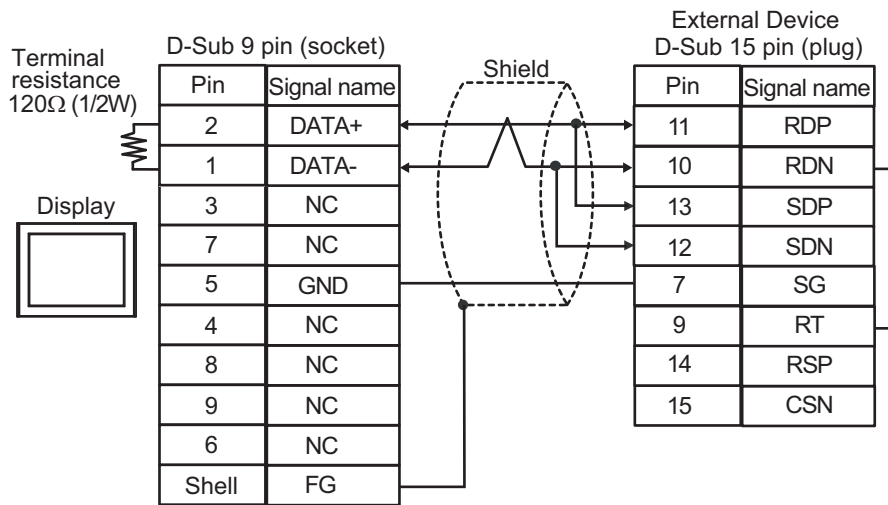 External Device
D-Sub 9 pin (socket)
D-Sub 15 pin (plug)
Terminal
resistance
120Ω (1/2W)
Shield
Pin Signal name
2 DATA+
1 DATA-
3 NC
7 NC
5 GND
4 NC
8 NC
9 NC
6 NC
Shell FG
Display
Pin Signal name
11 RDP
10 RDN
13 SDP
12 SDN
7 SG
9 RT
14 RSP
15 CSN